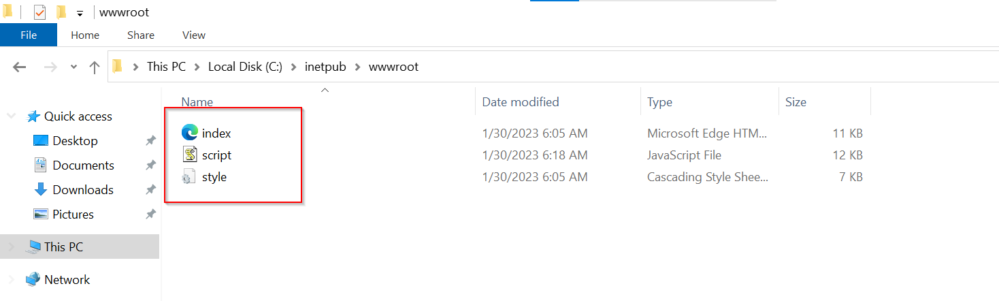 wwwroot
File Home Share View
This PC Local Disk (C:) inetpub wwwroot
Name Date modified Type Size
Quick access
Desktop
Documents
Downloads
Pictures
This PC
Network
index 1/30/2023 6:05 AM Microsoft Edge HTM... 11 KB
script 1/30/2023 6:18 AM JavaScript File 12 KB
style 1/30/2023 6:05 AM Cascading Style Shee... 7 KB